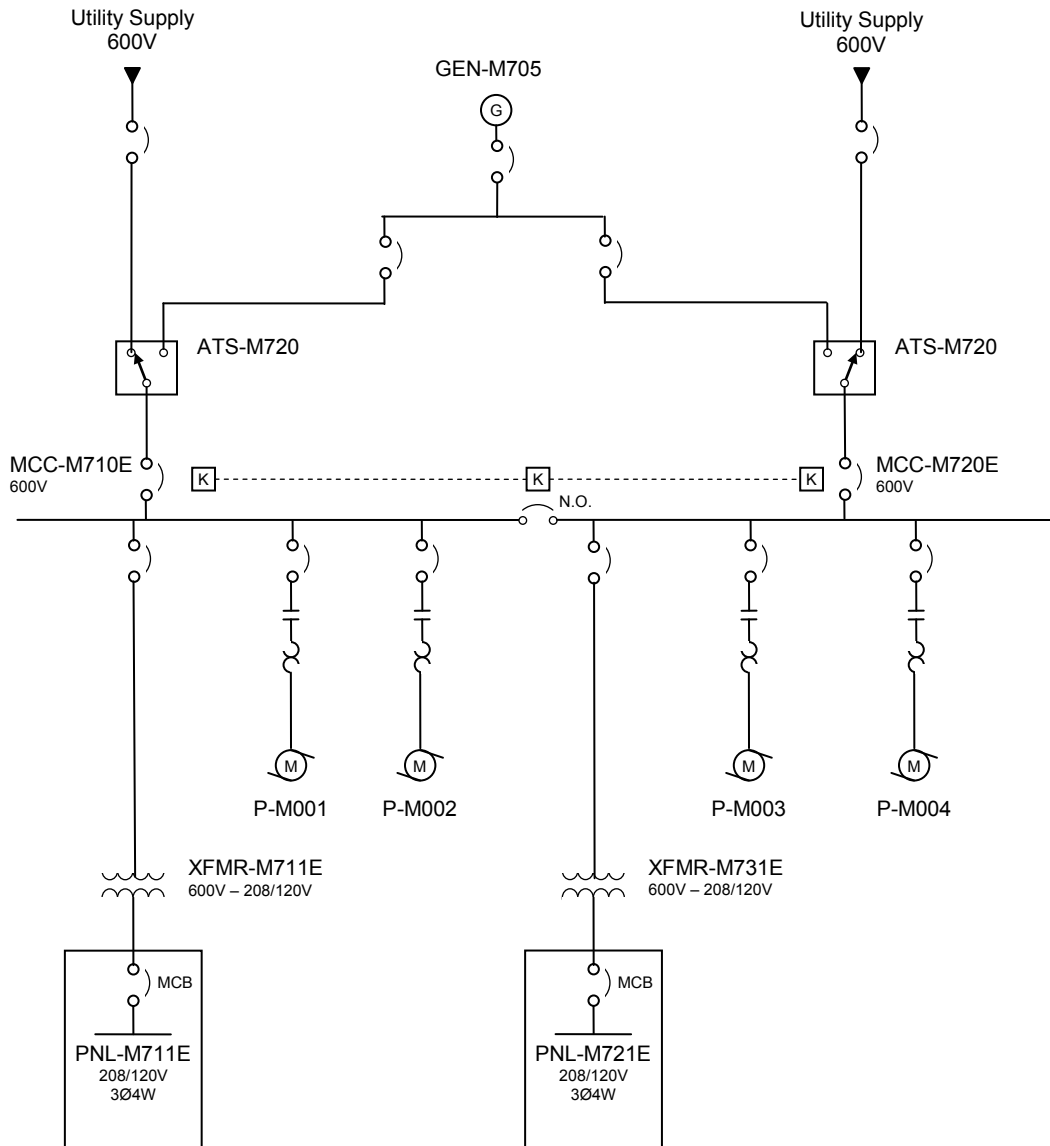 Utility Supply
600V
Utility Supply
600V
GEN-M705
G
ATS-M720
ATS-M720
MCC-M710E
600V
K
K
K
MCC-M720E
600V
N.O.
M
M
M
M
P-M001
P-M002
P-M003
P-M004
XFMR-M711E
600V – 208/120V
XFMR-M731E
600V – 208/120V
MCB
MCB
PNL-M711E
208/120V
3Ø4W
PNL-M721E
208/120V
3Ø4W